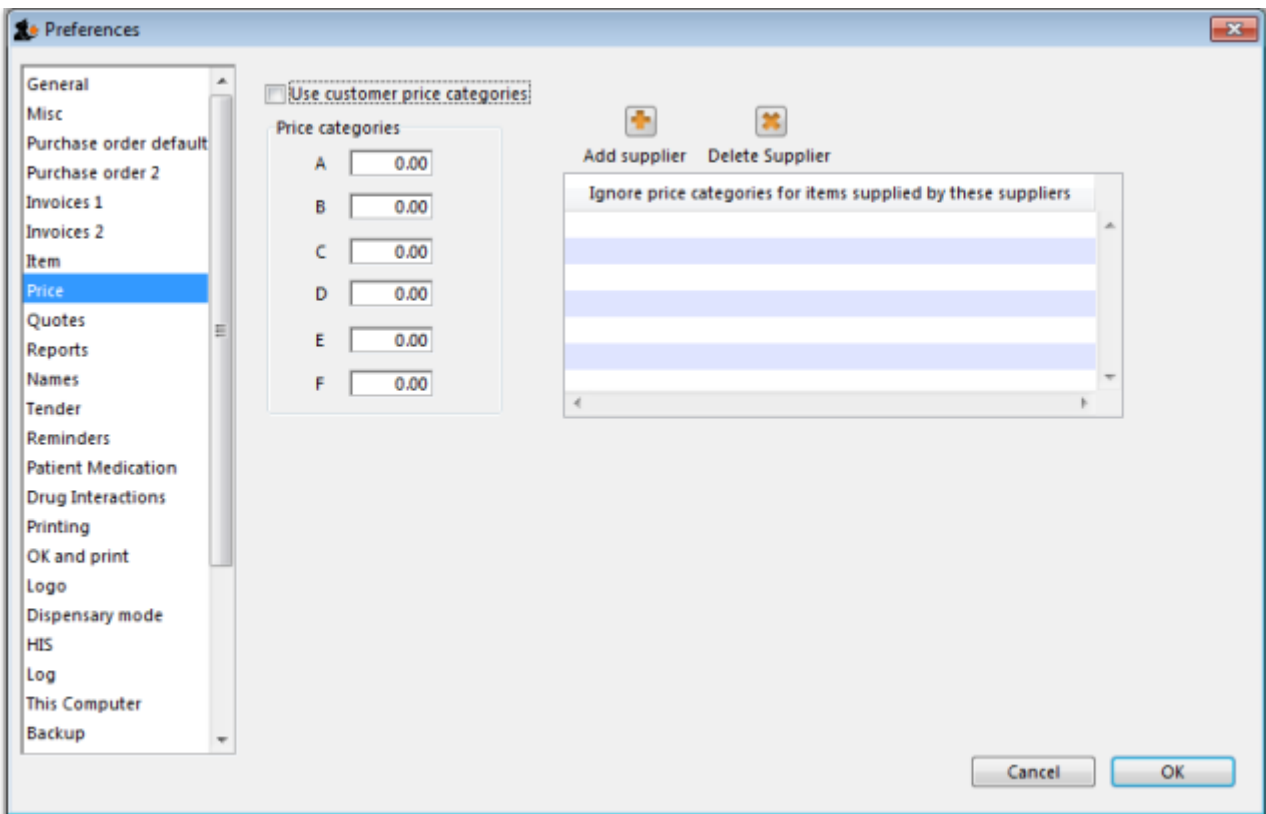 Preferences
General
Misc
Purchase order default
Purchase order 2
Invoices 1
Invoices 2
Item
Price
Quotes
Reports
Names
Tender
Reminders
Patient Medication
Drug Interactions
Printing
OK and print
Logo
Dispensary mode
HIS
Log
This Computer
Backup
Use customer price categories
Price categories
A 0.00
B 0.00
C 0.00
D 0.00
E 0.00
F 0.00
Add supplier Delete Supplier
Ignore price categories for items supplied by these suppliers
Cancel OK